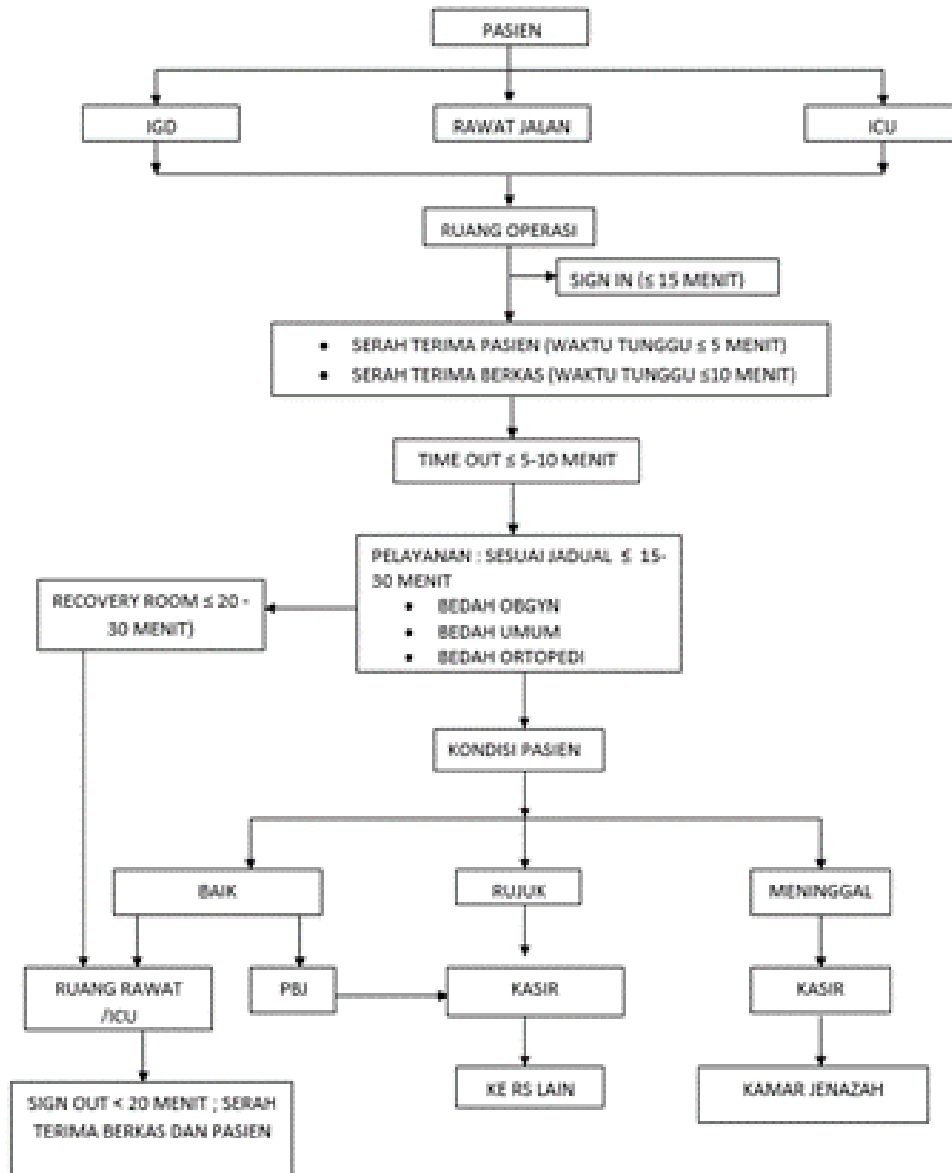 PASIEN
IGD
RAWAT JALAN
ICU
RUANG OPERASI
SIGN IN (≤ 15 MENIT)
• SERAH TERIMA PASIEN (WAKTU TUNGGU ≤ 5 MENIT)
• SERAH TERIMA BERKAS (WAKTU TUNGGU ≤10 MENIT)
TIME OUT ≤ 5-10 MENIT
PELAYANAN : SESUAI JADUAL ≤ 15-
30 MENIT
• BEDAH OBGYN
• BEDAH UMUM
• BEDAH ORTOPEDI
RECOVERY ROOM ≤ 20 -
30 MENIT)
KONDISI PASIEN
BAIK
RUJUK
MENINGGAL
RUANG RAWAT
/ICU
PBJ
KASIR
KASIR
SIGN OUT < 20 MENIT ; SERAH
TERIMA BERKAS DAN PASIEN
KE RS LAIN
KAMAR JENAZAH